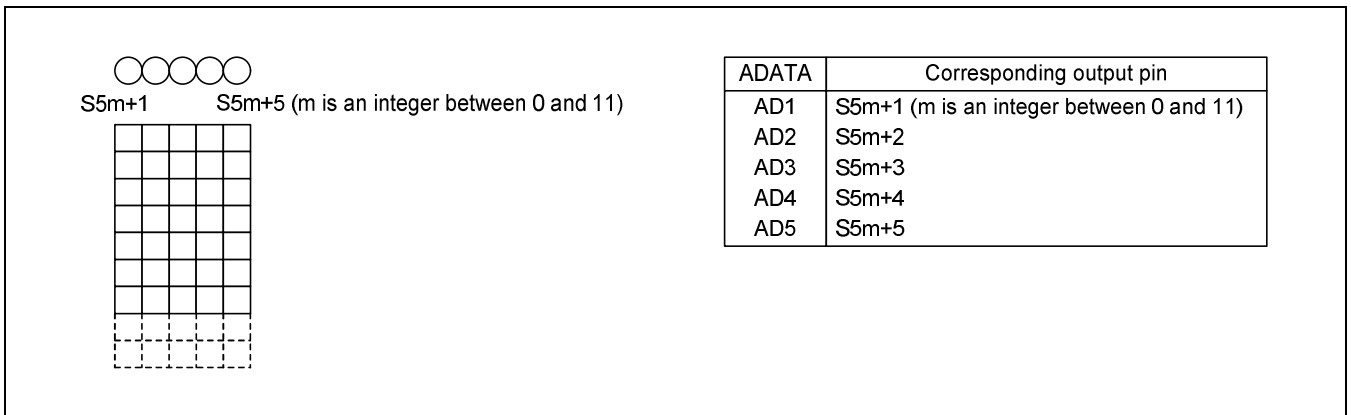 S5m+1 S5m+5 (m is an integer between 0 and 11)
ADATA Corresponding output pin
AD1 S5m+1 (m is an integer between 0 and 11)
AD2 S5m+2
AD3 S5m+3
AD4 S5m+4
AD5 S5m+5